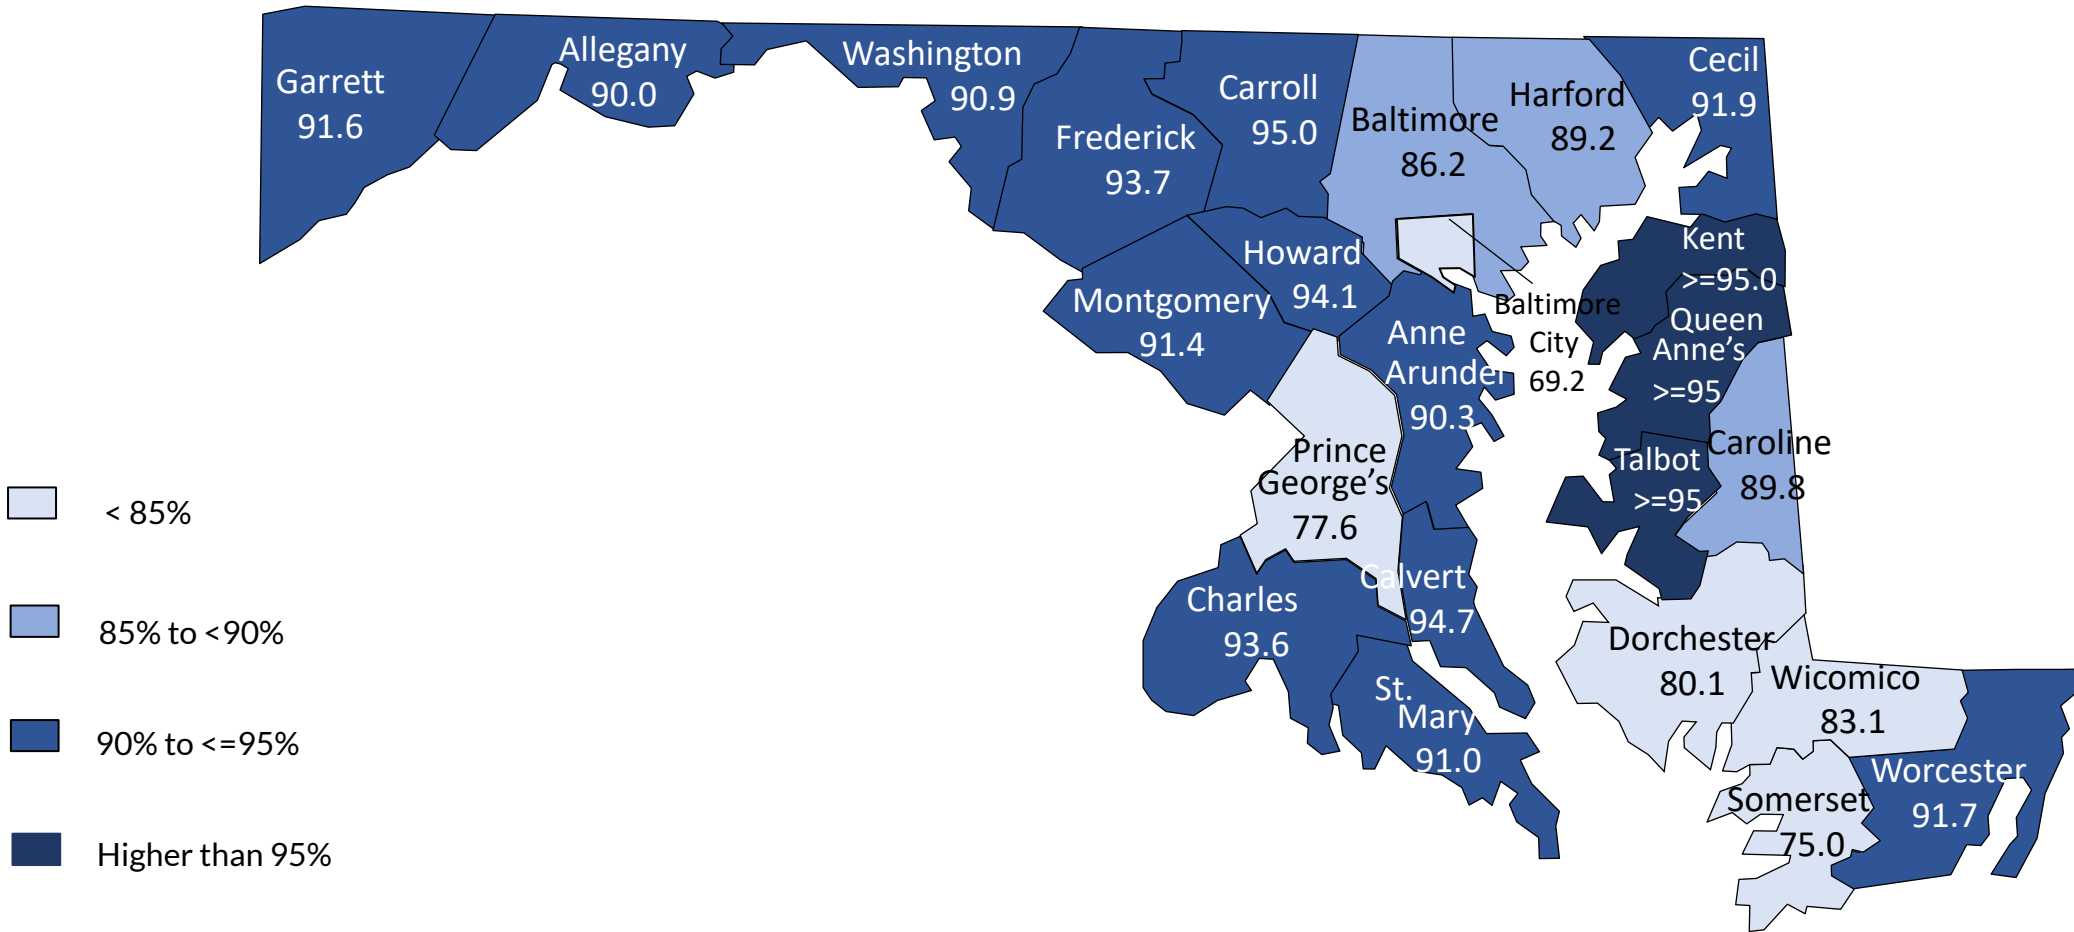 Garrett
91.6
Allegany
90.0
Washington
90.9
Frederick
93.7
Carroll
95.0
Baltimore
86.2
Harford
89.2
Cecil
91.9
Howard
94.1
Montgomery
91.4
Anne
Arundel
90.3
Baltimore
City
69.2
Kent
>=95.0
Queen
Anne’s
>=95
Talbot
>=95
Caroline
89.8
Prince
George’s
77.6
Charles
93.6
Calvert
94.7
St.
Mary
91.0
Dorchester
80.1
Wicomico
83.1
Somerset
75.0
Worcester
91.7
< 85%
85% to <90%
90% to <=95%
Higher than 95%